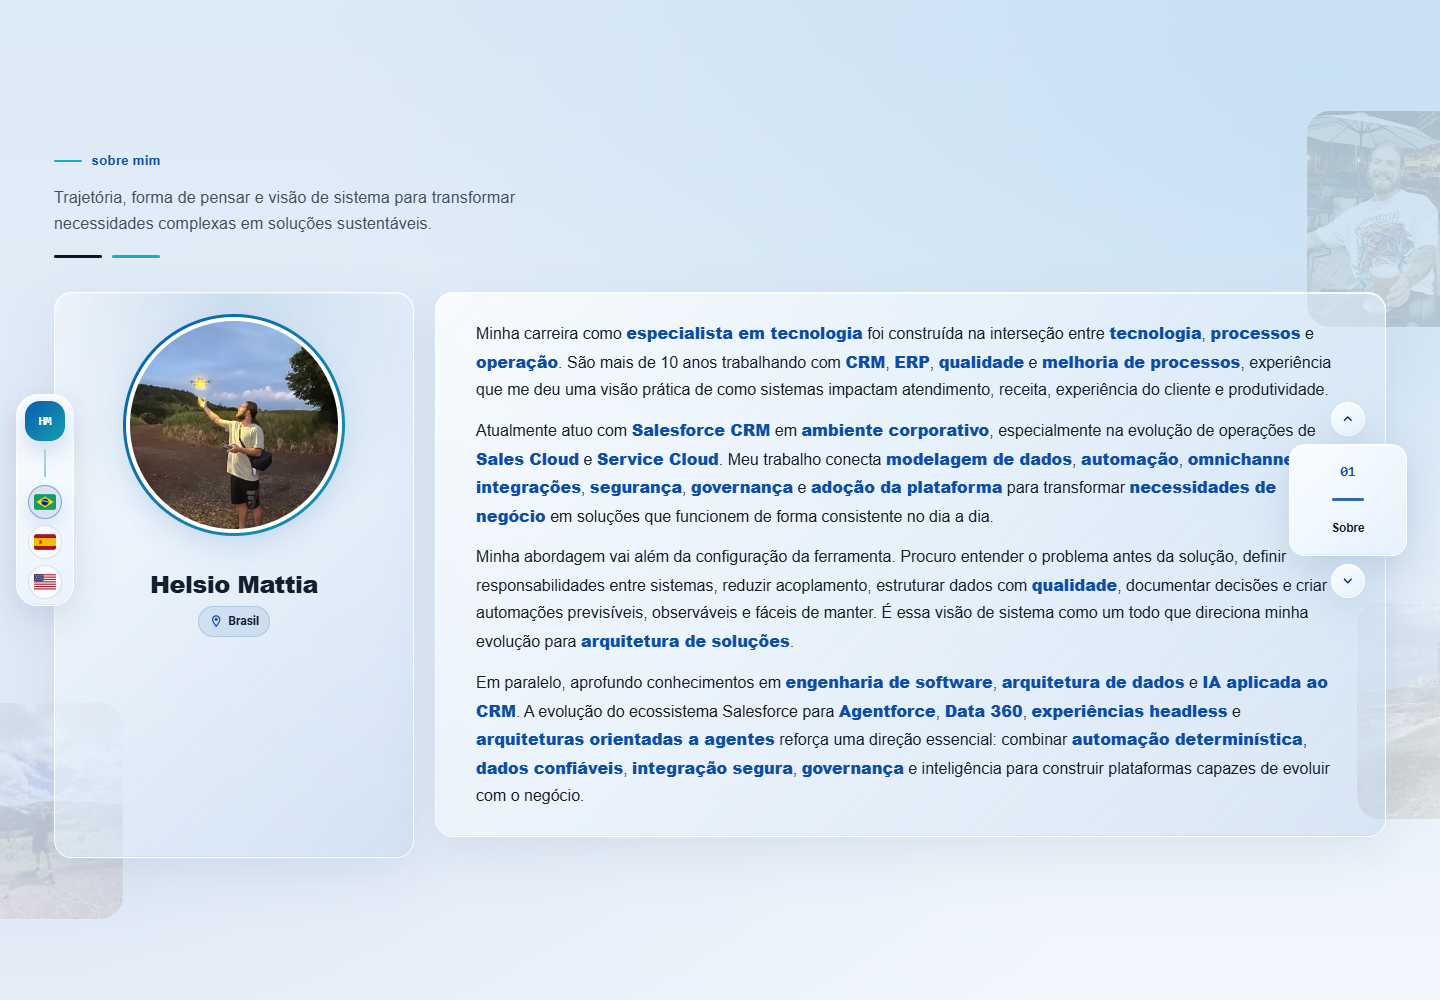 sobre mim
Trajetória, forma de pensar e visão de sistema para transformar
necessidades complexas em soluções sustentáveis.
HM
Helsio Mattia
Brasil
Minha carreira como especialista em tecnologia foi construída na interseção entre tecnologia, processos e
operação. São mais de 10 anos trabalhando com CRM, ERP, qualidade e melhoria de processos, experiência
que me deu uma visão prática de como sistemas impactam atendimento, receita, experiência do cliente e produtividade.
Atualmente atuo com Salesforce CRM em ambiente corporativo, especialmente na evolução de operações de
Sales Cloud e Service Cloud. Meu trabalho conecta modelagem de dados, automação, omnichanne
integrações, segurança, governança e adoção da plataforma para transformar necessidades de
negócio em soluções que funcionem de forma consistente no dia a dia.
Minha abordagem vai além da configuração da ferramenta. Procuro entender o problema antes da solução, definir
responsabilidades entre sistemas, reduzir acoplamento, estruturar dados com qualidade, documentar decisões e criar
automações previsíveis, observáveis e fáceis de manter. É essa visão de sistema como um todo que direciona minha
evolução para arquitetura de soluções.
Em paralelo, aprofundo conhecimentos em engenharia de software, arquitetura de dados e IA aplicada ao
CRM. A evolução do ecossistema Salesforce para Agentforce, Data 360, experiências headless e
arquiteturas orientadas a agentes reforça uma direção essencial: combinar automação determinística,
dados confiáveis, integração segura, governança e inteligência para construir plataformas capazes de evoluir
com o negócio.
01
Sobre